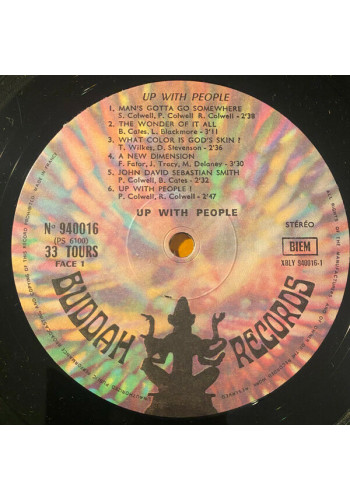 UP WITH PEOPLE
1. MAN'S GOTTA GO SOMEWHERE
S. Colwell, P. Colwell R. Colwell - 2'38
2. THE WONDER OF IT ALL
B. Cates. L. Blackmore - 3'11
3. WHAT COLOR IS GOD'S SKIN ?
T. Wilkes, D. Stevenson - 2'36
4. A NEW DIMENSION
F. Fafar, J. Tracy, M. Delaney - 3'30
5. JOHN DAVID SEBASTIAN SMITH
P. Colwell, B. Cates - 2'32
6. UP WITH PEOPLE !
P. Colwell, R. Colwell - 2'47
UP WITH PEOPLE
N° 940016
(PS 6100)
33 TOURS
FACE 1
STÉRÉO
BIEM
XBLY 940016-1
BUDDAH RECORDS